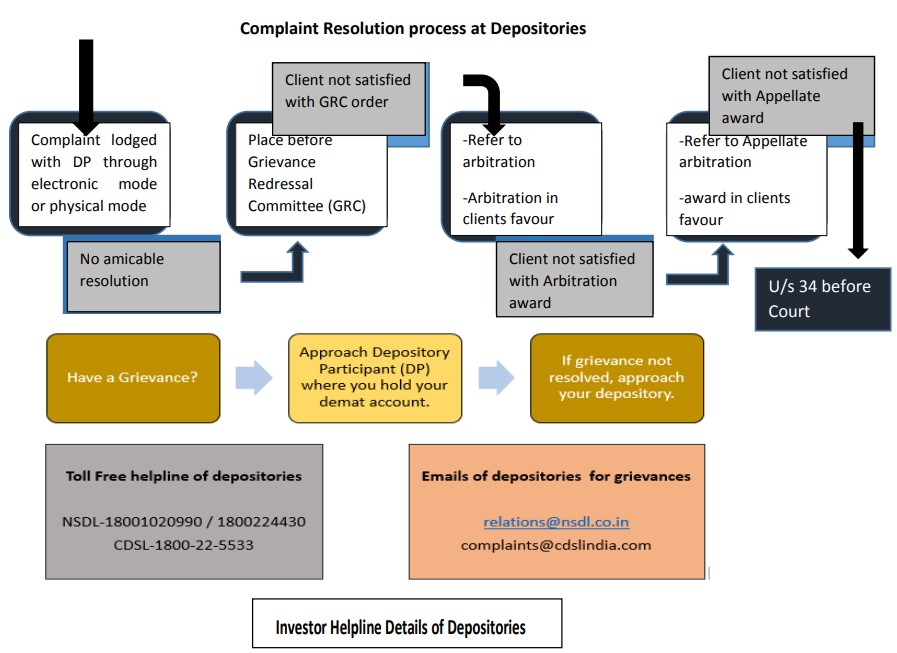 Complaint Resolution process at Depositories
Complaint lodged
with DP through
electronic mode
or physical mode
No amicable
resolution
Client not satisfied
with GRC order
Place before
Grievance
Redressal
Committee (GRC)
-Refer to
arbitration
-Arbitration in
clients favour
Client not satisfied
with Arbitration
award
Client not satisfied
with Appellate
award
-Refer to Appellate
arbitration
-award in clients
favour
U/s 34 before
Court
Have a Grievance?
Approach Depository
Participant (DP)
where you hold your
demat account.
If grievance not
resolved, approach
your depository.
Toll Free helpline of depositories
NSDL-18001020990 / 1800224430
CDSL-1800-22-5533
Emails of depositories for grievances
relations@nsdl.co.in
complaints@cdslindia.com
Investor Helpline Details of Depositories